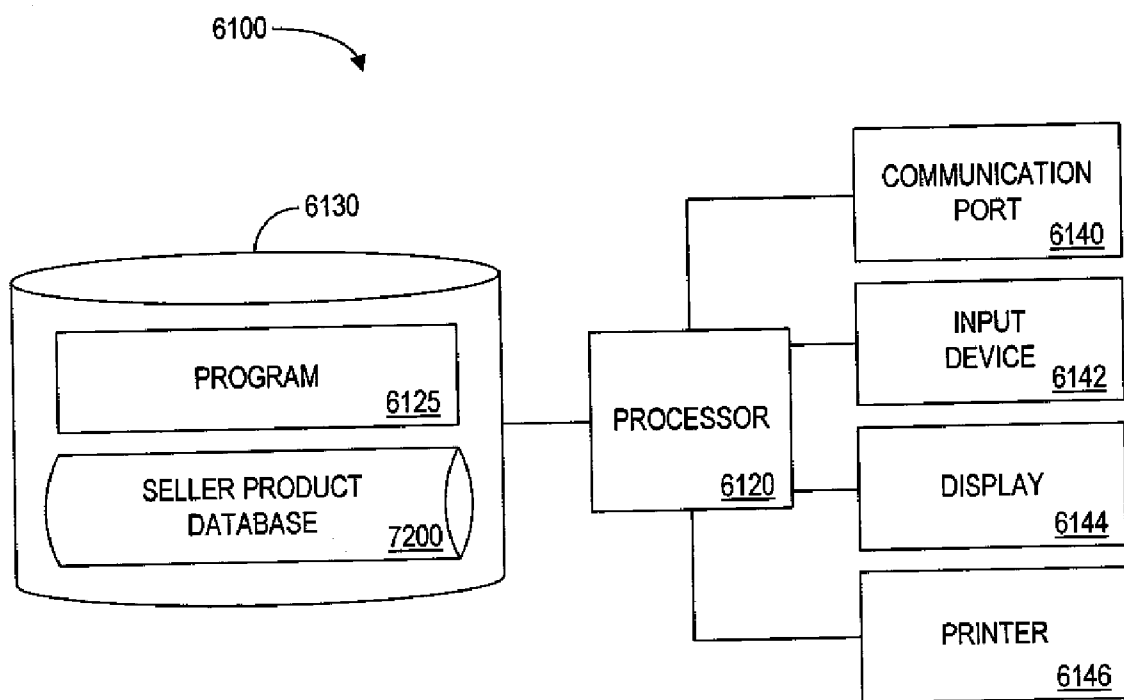 6100
6130
PROGRAM
6125
SELLER PRODUCT
DATABASE
7200
PROCESSOR
6120
COMMUNICATION
PORT
6140
INPUT
DEVICE
6142
DISPLAY
6144
PRINTER
6146